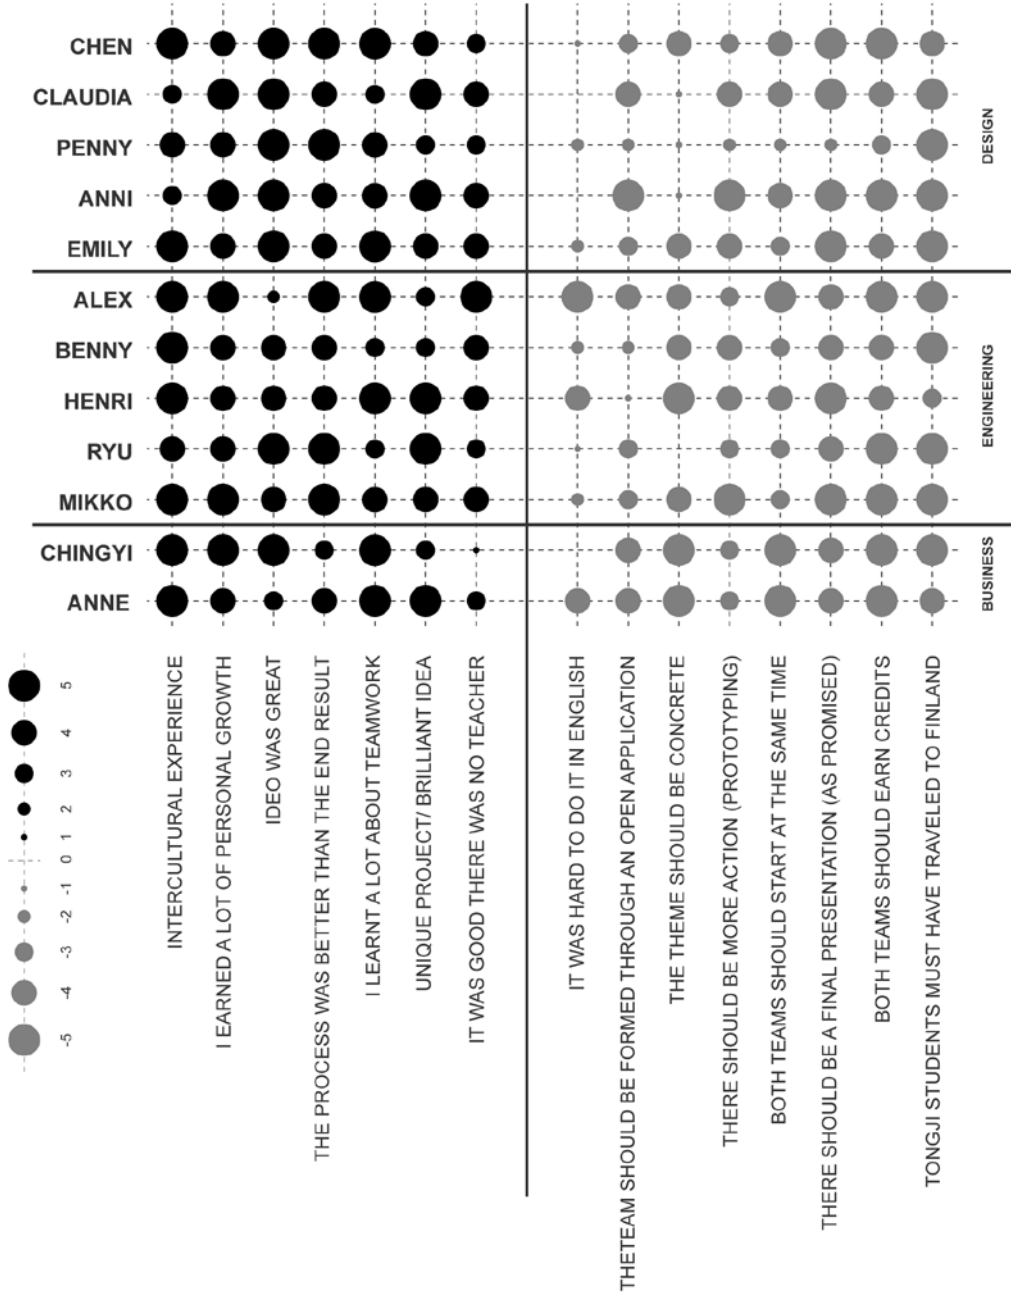 CHEN
CLAUDIA
PENNY
ANNI
EMILY
DESIGN
ALEX
BENNY
HENRI
RYU
MIKKO
ENGINEERING
CHINGYI
ANNE
BUSINESS
5
4
3
2
1
0
-1
-2
-3
-4
-5
INTERCULTURAL EXPERIENCE
I EARNED A LOT OF PERSONAL GROWTH
IDEO WAS GREAT
THE PROCESS WAS BETTER THAN THE END RESULT
I LEARNT A LOT ABOUT TEAMWORK
UNIQUE PROJECT/ BRILLIANT IDEA
IT WAS GOOD THERE WAS NO TEACHER
IT WAS HARD TO DO IT IN ENGLISH
THETEAM SHOULD BE FORMED THROUGH AN OPEN APPLICATION
THE THEME SHOULD BE CONCRETE
THERE SHOULD BE MORE ACTION (PROTOTYPING)
BOTH TEAMS SHOULD START AT THE SAME TIME
THERE SHOULD BE A FINAL PRESENTATION (AS PROMISED)
BOTH TEAMS SHOULD EARN CREDITS
TONGJI STUDENTS MUST HAVE TRAVELED TO FINLAND